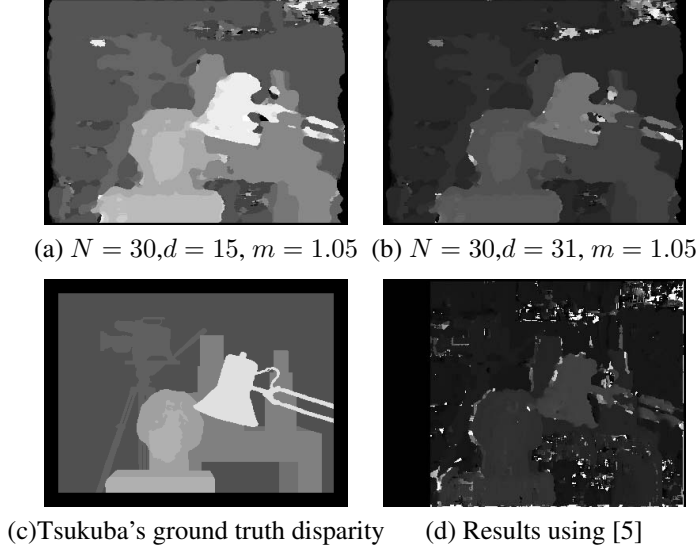 (a) N = 30,d = 15, m = 1.05
(b) N = 30,d = 31, m = 1.05
(c)Tsukuba's ground truth disparity
(d) Results using [5]